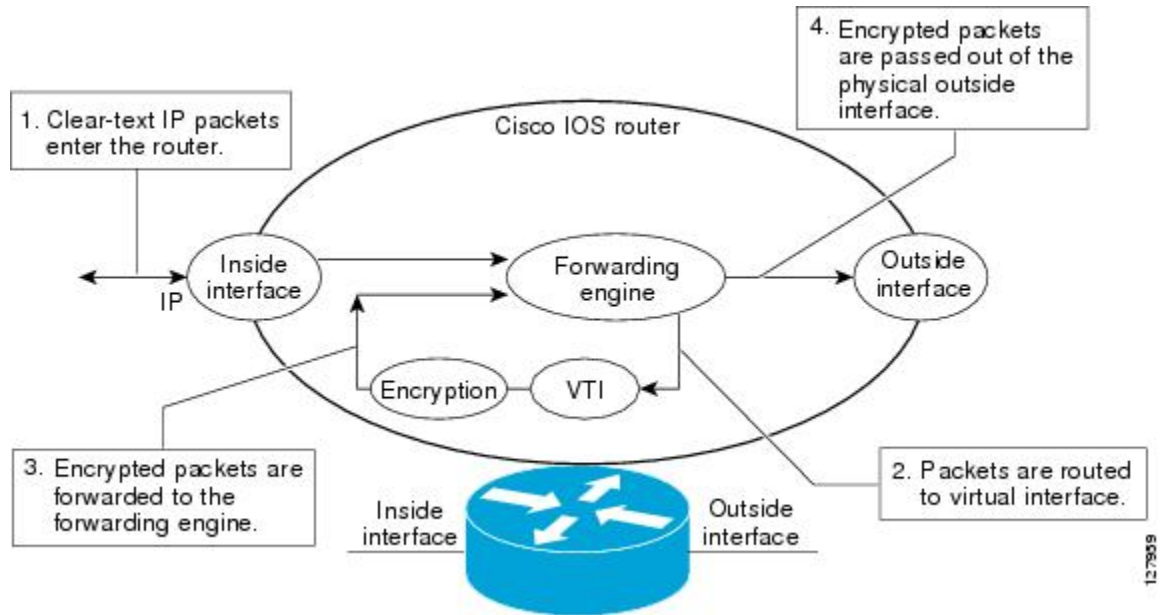 1. Clear-text IP packets
enter the router.
4. Encrypted packets
are passed out of the
physical outside
interface.
Cisco IOS router
Inside
interface
IP
Forwarding
engine
Outside
interface
Encryption
VTI
3. Encrypted packets are
forwarded to the
forwarding engine.
2. Packets are routed
to virtual interface.
Inside
interface
Outside
interface
127959